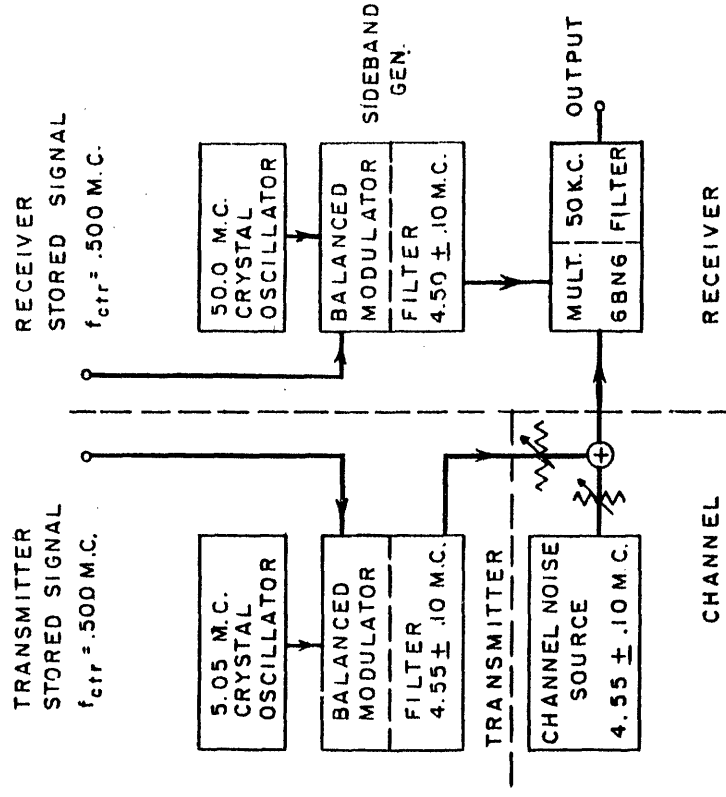 TRANSMITTER
STORED SIGNAL
fctr = .500 M.C.
RECEIVER
STORED SIGNAL
fctr = .500 M.C.
5.05 M.C.
CRYSTAL
OSCILLATOR
50.0 M.C.
CRYSTAL
OSCILLATOR
BALANCED
MODULATOR
FILTER
4.55 ± .10 M.C.
BALANCED
MODULATOR
FILTER
4.50 ± .10 M.C.
SIDEBAND
GEN.
TRANSMITTER
CHANNEL NOISE
SOURCE
4.55 ± .10 M.C.
+
MULT.
6BN6
50 K.C.
FILTER
OUTPUT
CHANNEL
RECEIVER